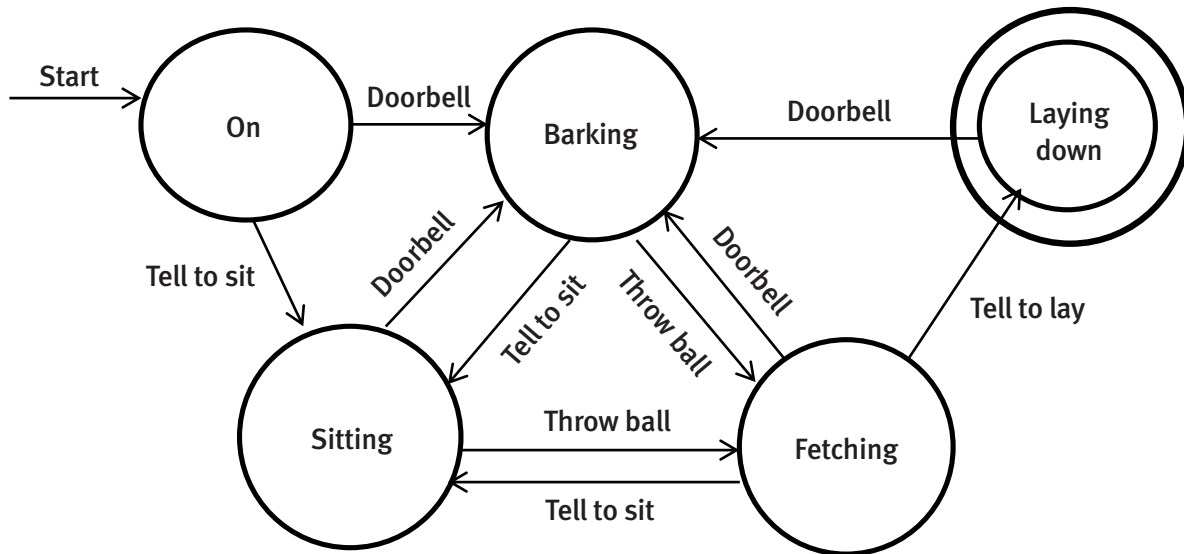 Start
On
Doorbell
Barking
Doorbell
Laying
down
Tell to sit
Doorbell
Tell to sit
Throw ball
Doorbell
Tell to lay
Sitting
Throw ball
Fetching
Tell to sit